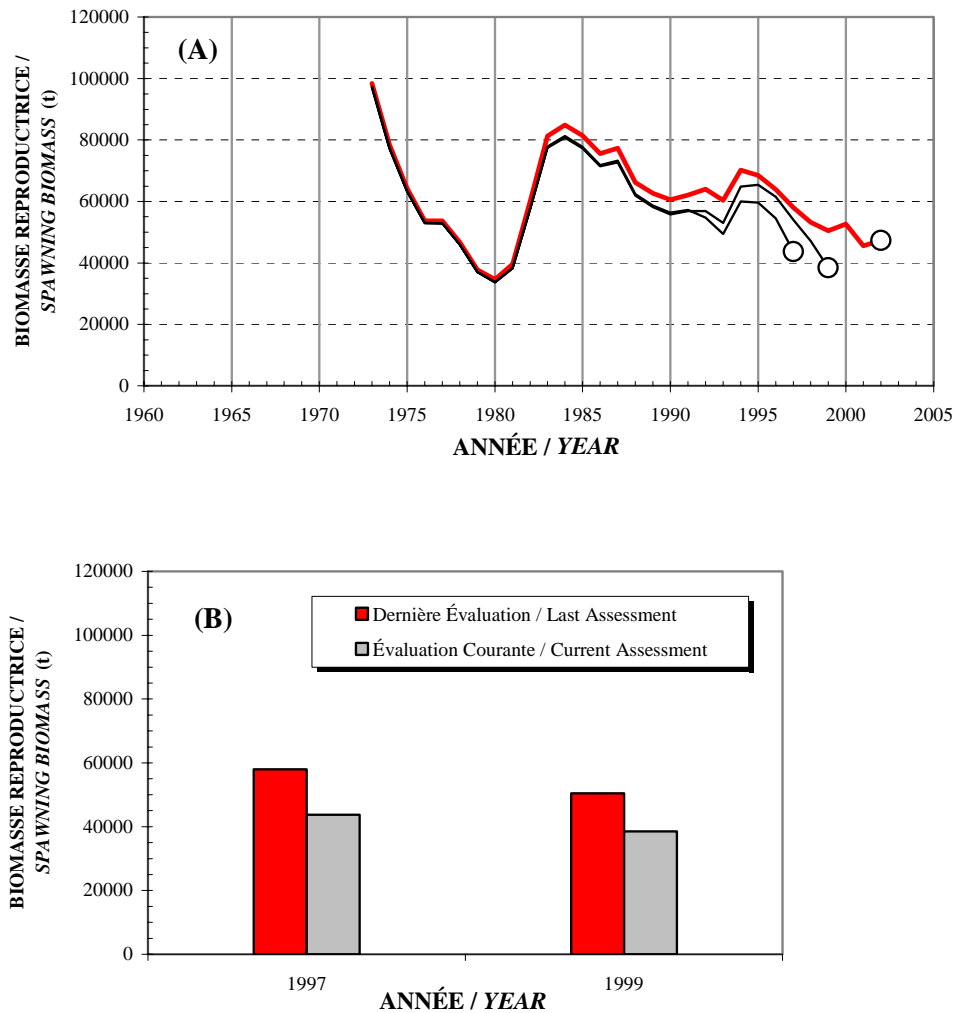 (A)
BIOMASSE REPRODUCTRICE /
SPAWNING BIOMASS (t)
120000
100000
80000
60000
40000
20000
0
1960 1965 1970 1975 1980 1985 1990 1995 2000 2005
ANNÉE / YEAR
(B)
BIOMASSE REPRODUCTRICE /
SPAWNING BIOMASS (t)
120000
100000
80000
60000
40000
20000
0
Dernière Évaluation / Last Assessment
Évaluation Courante / Current Assessment
1997 1999
ANNÉE / YEAR